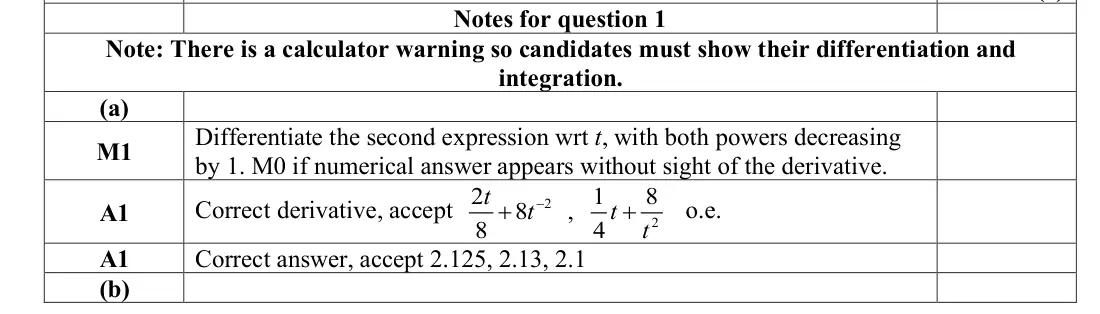 Notes for question 1
Note: There is a calculator warning so candidates must show their differentiation and
integration.
(a)
M1 Differentiate the second expression wrt t, with both powers decreasing
by 1. M0 if numerical answer appears without sight of the derivative.
A1 Correct derivative, accept 2t/8 + 8t⁻² , 1/4 t + 8/t² o.e.
A1 Correct answer, accept 2.125, 2.13, 2.1
(b)